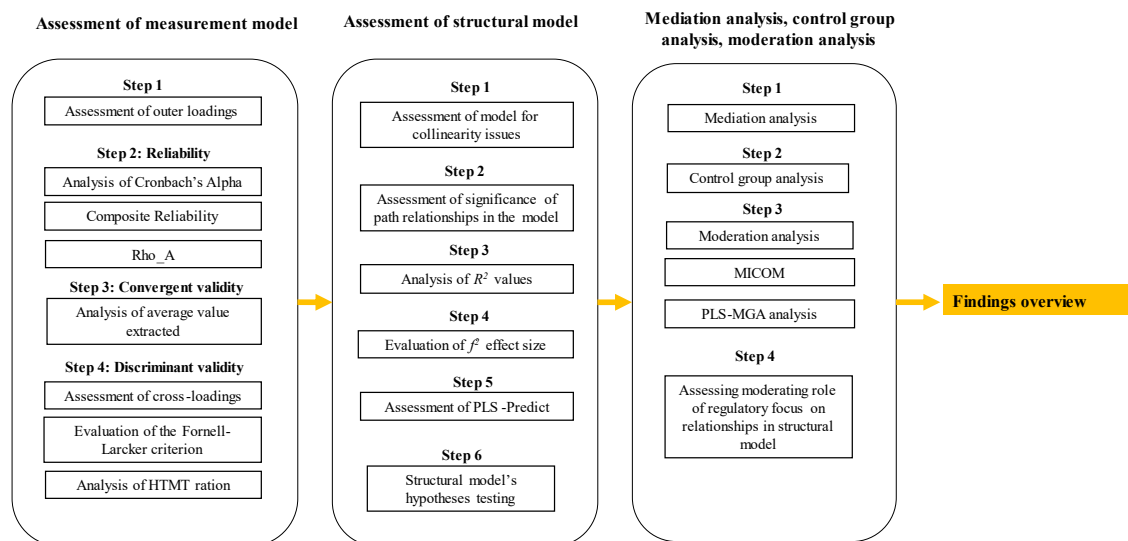 Assessment of measurement model
Step 1
Assessment of outer loadings
Step 2: Reliability
Analysis of Cronbach's Alpha
Composite Reliability
Rho_A
Step 3: Convergent validity
Analysis of average value
extracted
Step 4: Discriminant validity
Assessment of cross-loadings
Evaluation of the Fornell-
Larcker criterion
Analysis of HTMT ration
Assessment of structural model
Step 1
Assessment of model for
collinearity issues
Step 2
Assessment of significance of
path relationships in the model
Step 3
Analysis of R² values
Step 4
Evaluation of f² effect size
Step 5
Assessment of PLS -Predict
Step 6
Structural model's
hypotheses testing
Mediation analysis, control group
analysis, moderation analysis
Step 1
Mediation analysis
Step 2
Control group analysis
Step 3
Moderation analysis
MICOM
PLS-MGA analysis
Step 4
Assessing moderating role
of regulatory focus on
relationships in structural
model
Findings overview